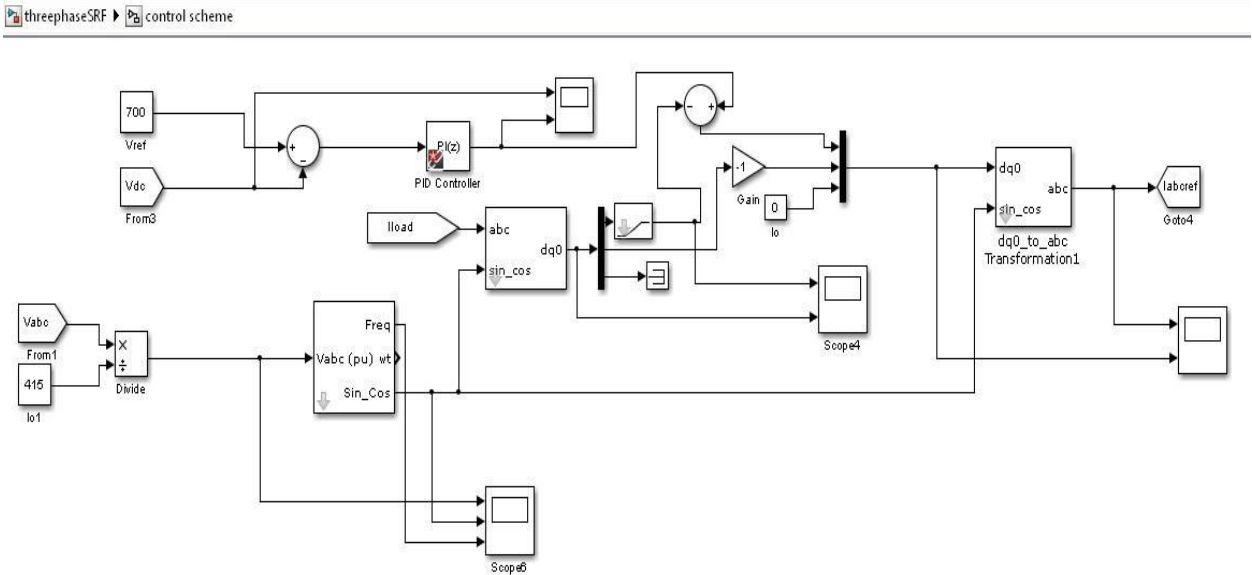 threephaseSRF ▶ control scheme
700
Vref
Vdc
From3
+
−
PI(z)
PID Controller
−
+
-1
Gain
0
Io
dq0
abc
sin_cos
dq0_to_abc
Transformation1
Iabcref
Goto4
Iload
abc
dq0
sin_cos
Scope4
Vabc
From1
415
Io1
×
÷
Divide
Freq
Vabc (pu) wt
Sin_Cos
Scope6